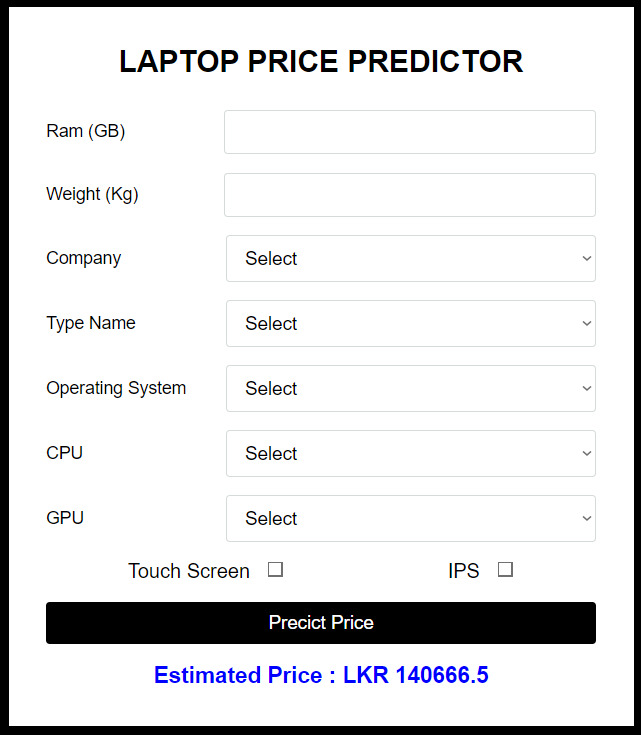 LAPTOP PRICE PREDICTOR
Ram (GB)
Weight (Kg)
Company Select
Type Name Select
Operating System Select
CPU Select
GPU Select
Touch Screen IPS
Precict Price
Estimated Price : LKR 140666.5